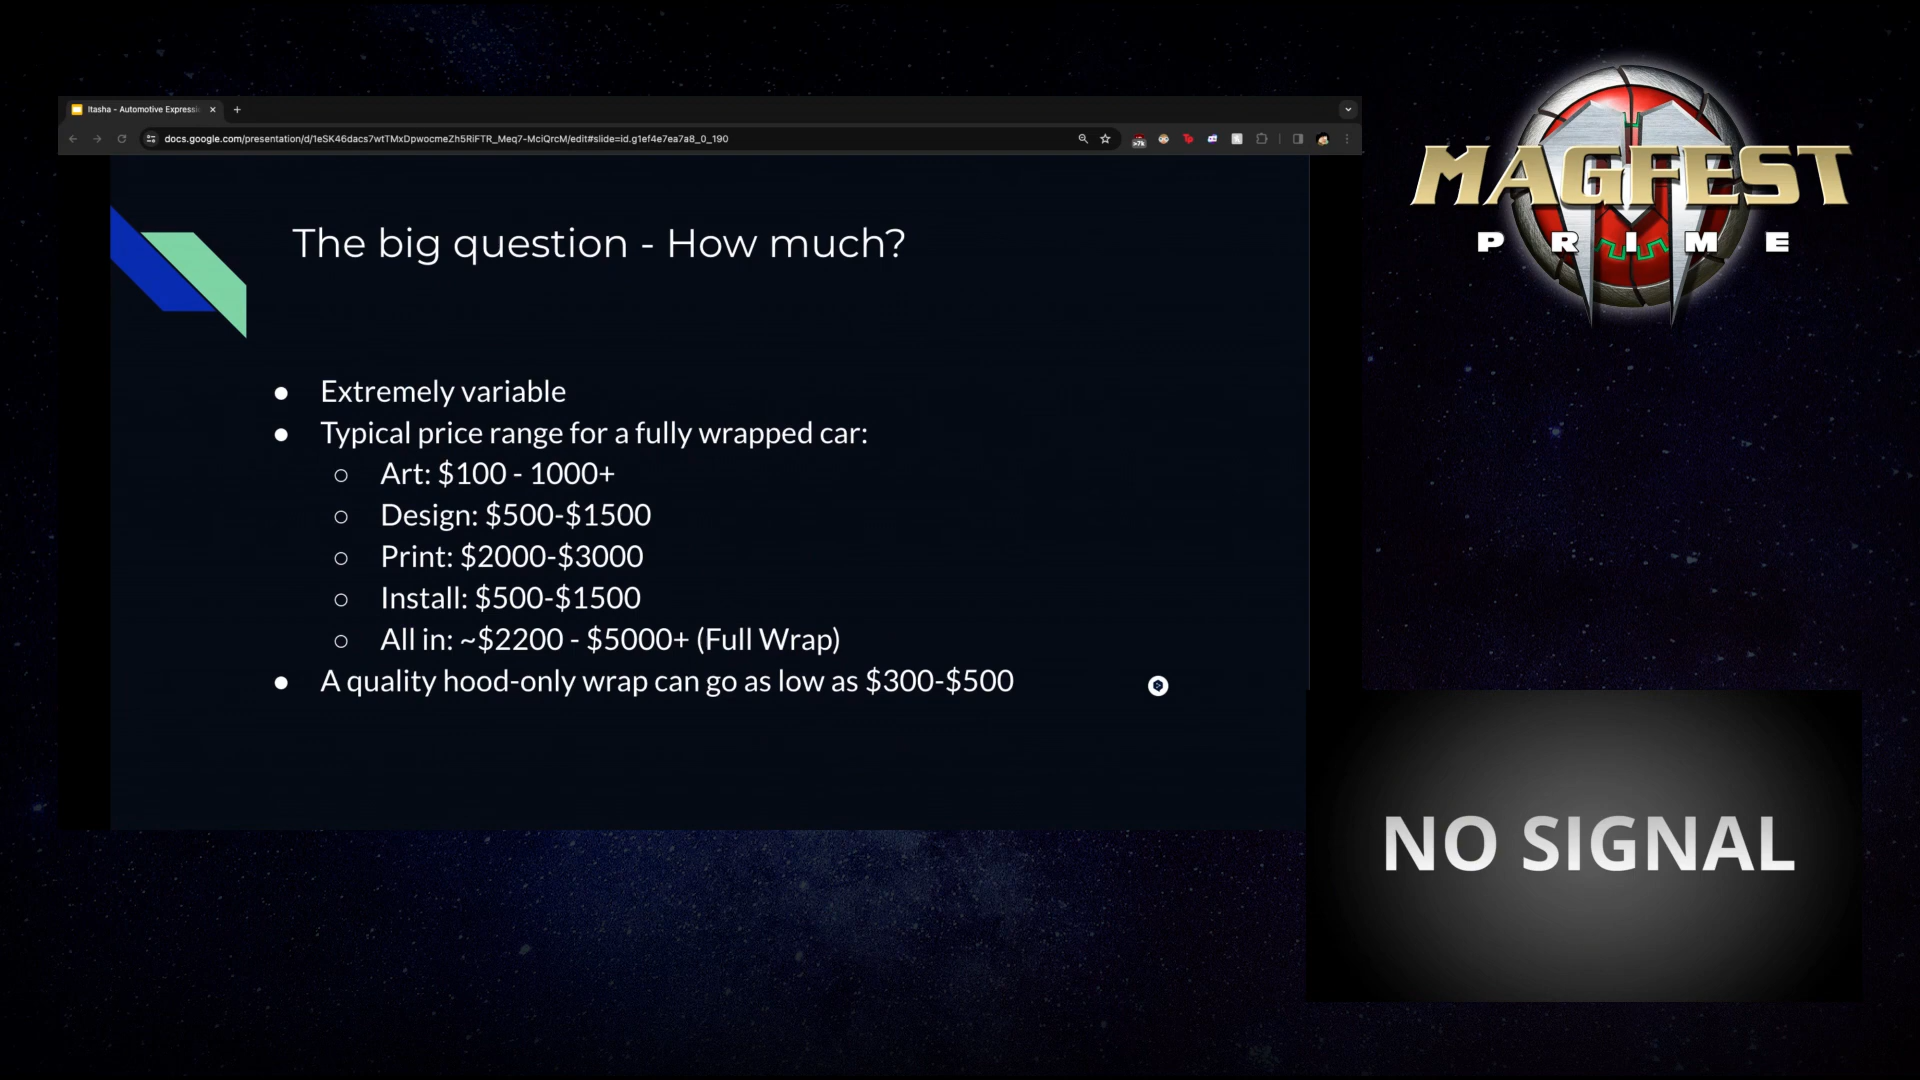 Itasha - Automotive Expressi
docs.google.com/presentation/d/1eSK46dacs7wtTMxDpwocmeZh5RiFTR_Meq7-MciQrcM/edit#slide=id.g1ef4e7ea7a8_0_190
>7k
MAGFEST
PRIME
The big question - How much?
● Extremely variable
● Typical price range for a fully wrapped car:
○ Art: $100 - 1000+
○ Design: $500-$1500
○ Print: $2000-$3000
○ Install: $500-$1500
○ All in: ~$2200 - $5000+ (Full Wrap)
● A quality hood-only wrap can go as low as $300-$500
NO SIGNAL